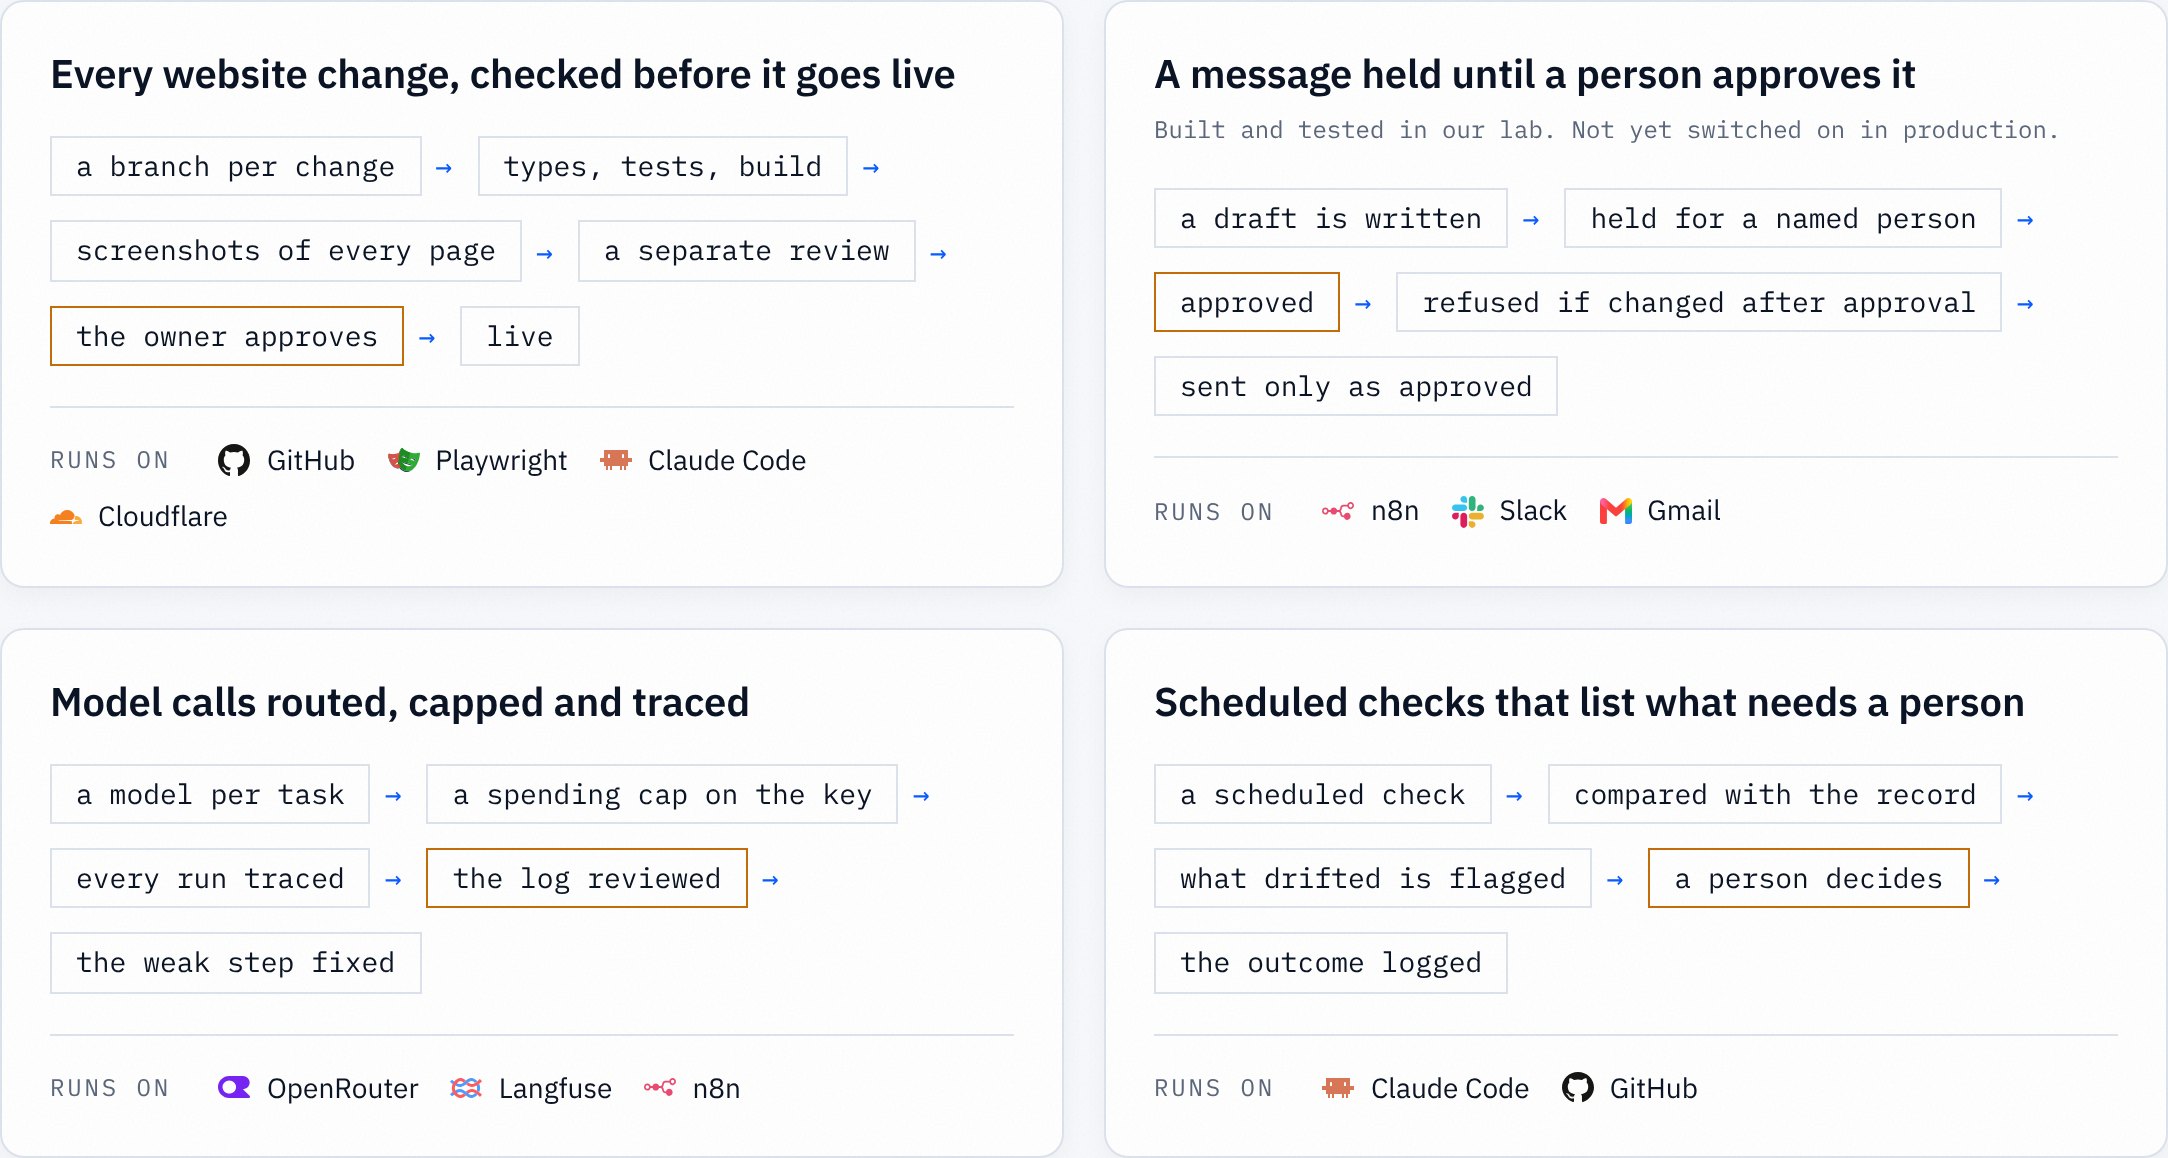 Every website change, checked before it goes live
a branch per change → types, tests, build →
screenshots of every page → a separate review →
the owner approves → live
RUNS ON GitHub Playwright Claude Code
Cloudflare
A message held until a person approves it
Built and tested in our lab. Not yet switched on in production.
a draft is written → held for a named person →
approved → refused if changed after approval →
sent only as approved
RUNS ON n8n Slack Gmail
Model calls routed, capped and traced
a model per task → a spending cap on the key →
every run traced → the log reviewed →
the weak step fixed
RUNS ON OpenRouter Langfuse n8n
Scheduled checks that list what needs a person
a scheduled check → compared with the record →
what drifted is flagged → a person decides →
the outcome logged
RUNS ON Claude Code GitHub